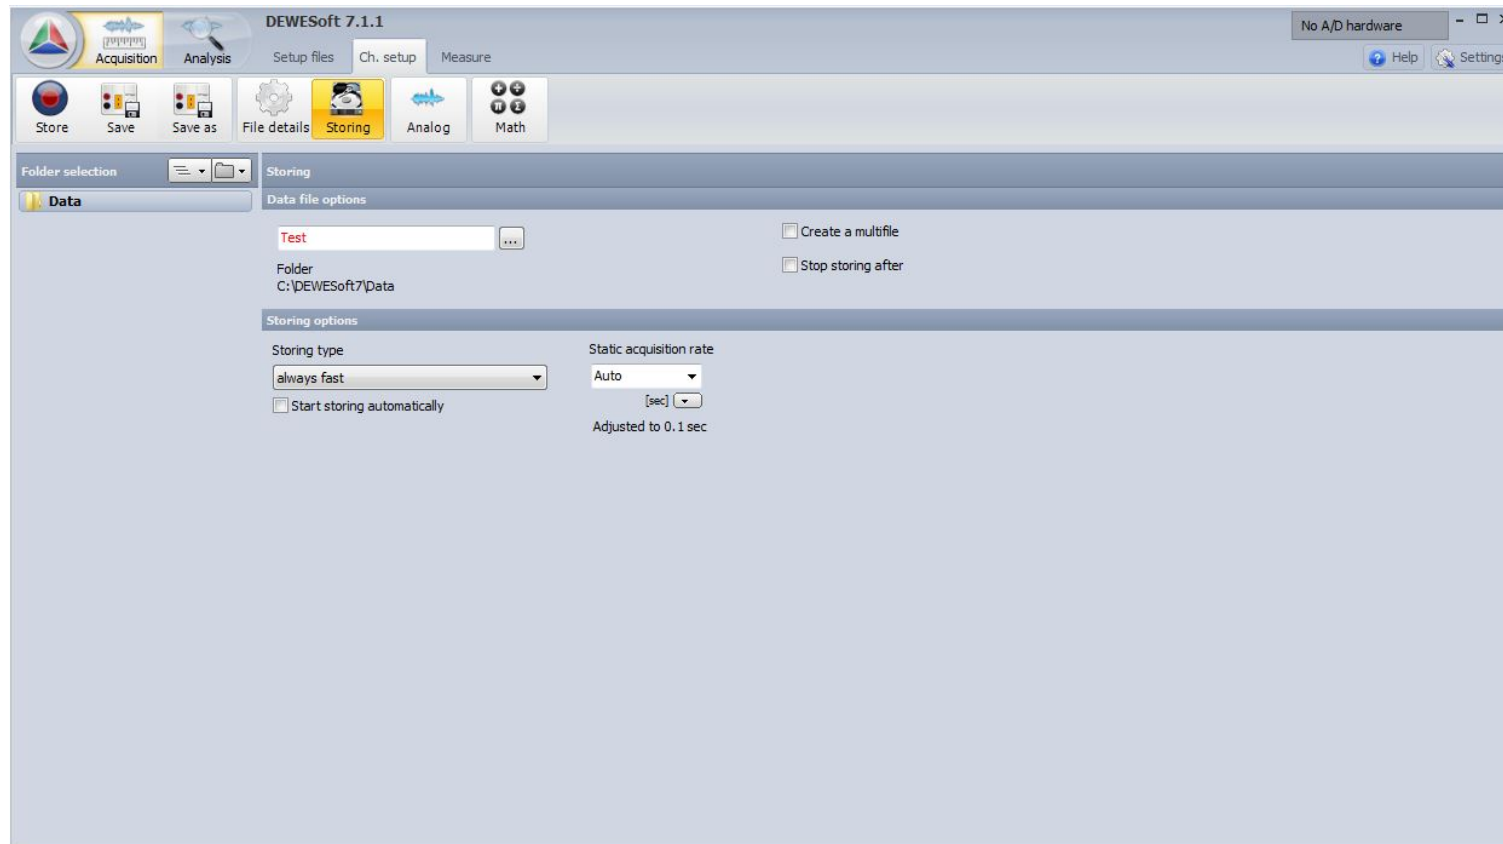 DEWESoft 7.1.1
No A/D hardware
Acquisition
Analysis
Setup files
Ch. setup
Measure
Help
Settings
Store
Save
Save as
File details
Storing
Analog
Math
Folder selection
Storing
Data
Data file options
Test
...
Create a multifile
Folder
C:\DEWESoft7\Data
Stop storing after
Storing options
Storing type
Static acquisition rate
always fast
Auto
Start storing automatically
[sec]
Adjusted to 0.1 sec